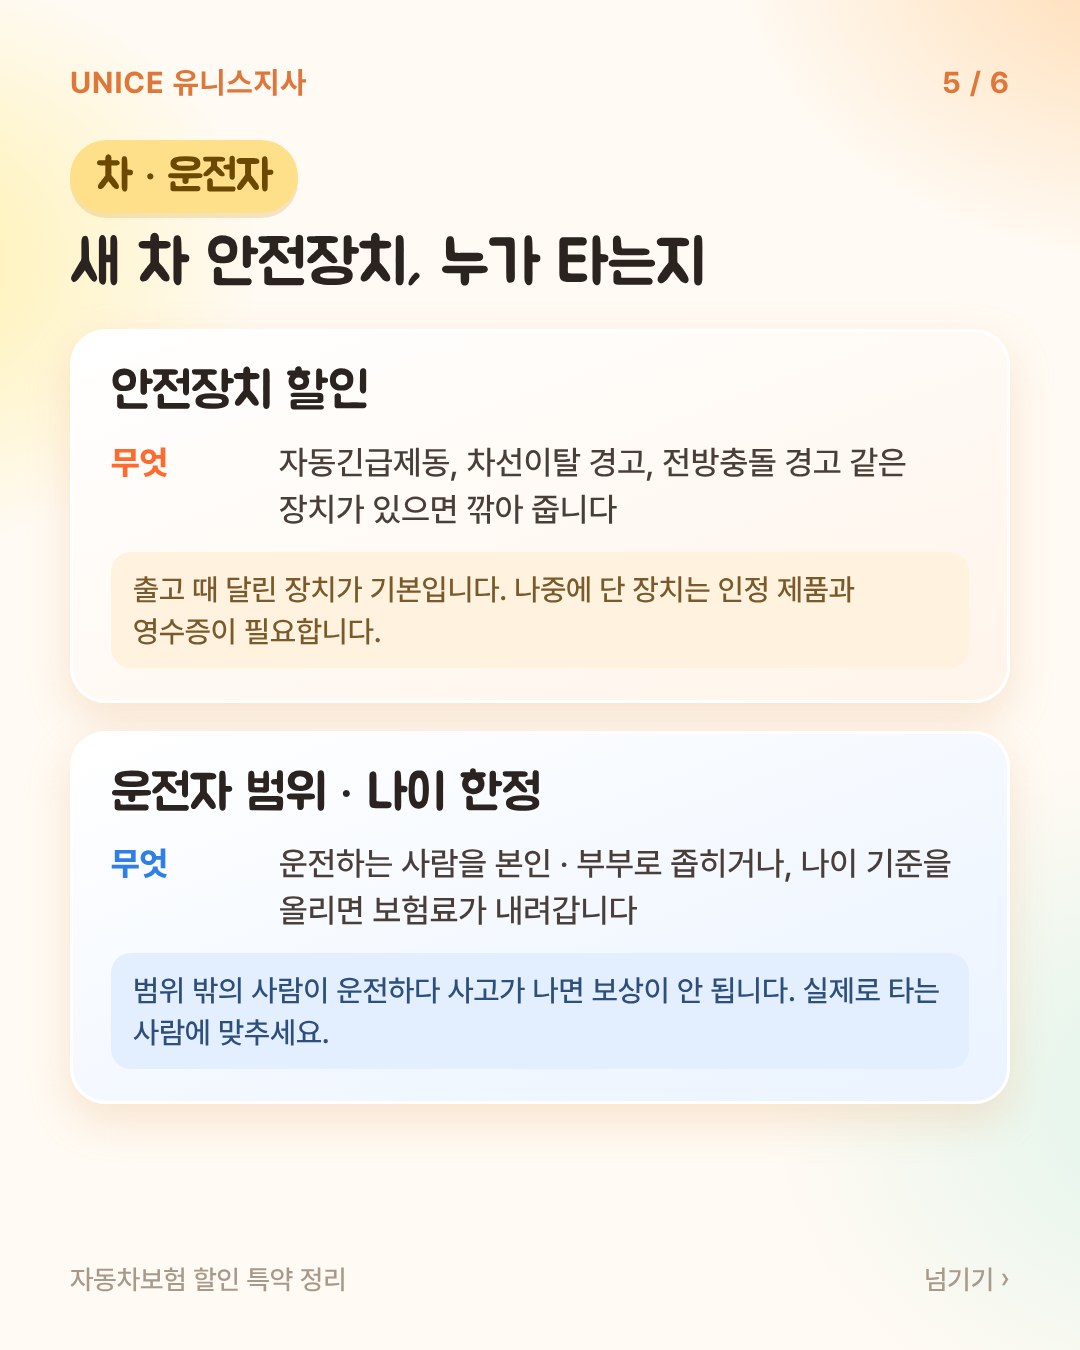 UNICE 유니스지사
5 / 6
차 · 운전자
새 차 안전장치, 누가 타는지
안전장치 할인
무엇
자동긴급제동, 차선이탈 경고, 전방충돌 경고 같은
장치가 있으면 깎아 줍니다
출고 때 달린 장치가 기본입니다. 나중에 단 장치는 인정 제품과
영수증이 필요합니다.
운전자 범위 · 나이 한정
무엇
운전하는 사람을 본인 · 부부로 좁히거나, 나이 기준을
올리면 보험료가 내려갑니다
범위 밖의 사람이 운전하다 사고가 나면 보상이 안 됩니다. 실제로 타는
사람에 맞추세요.
자동차보험 할인 특약 정리
넘기기 ›